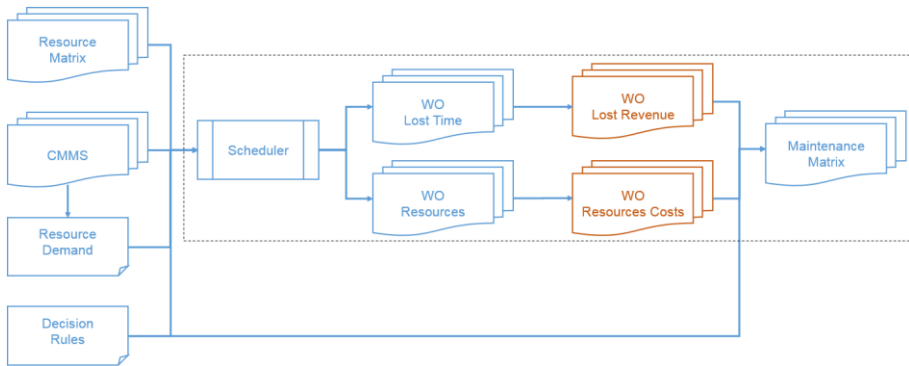 Resource
Matrix
CMMS
Resource
Demand
Decision
Rules
Scheduler
WO
Lost Time
WO
Resources
WO
Lost Revenue
WO
Resources Costs
Maintenance
Matrix